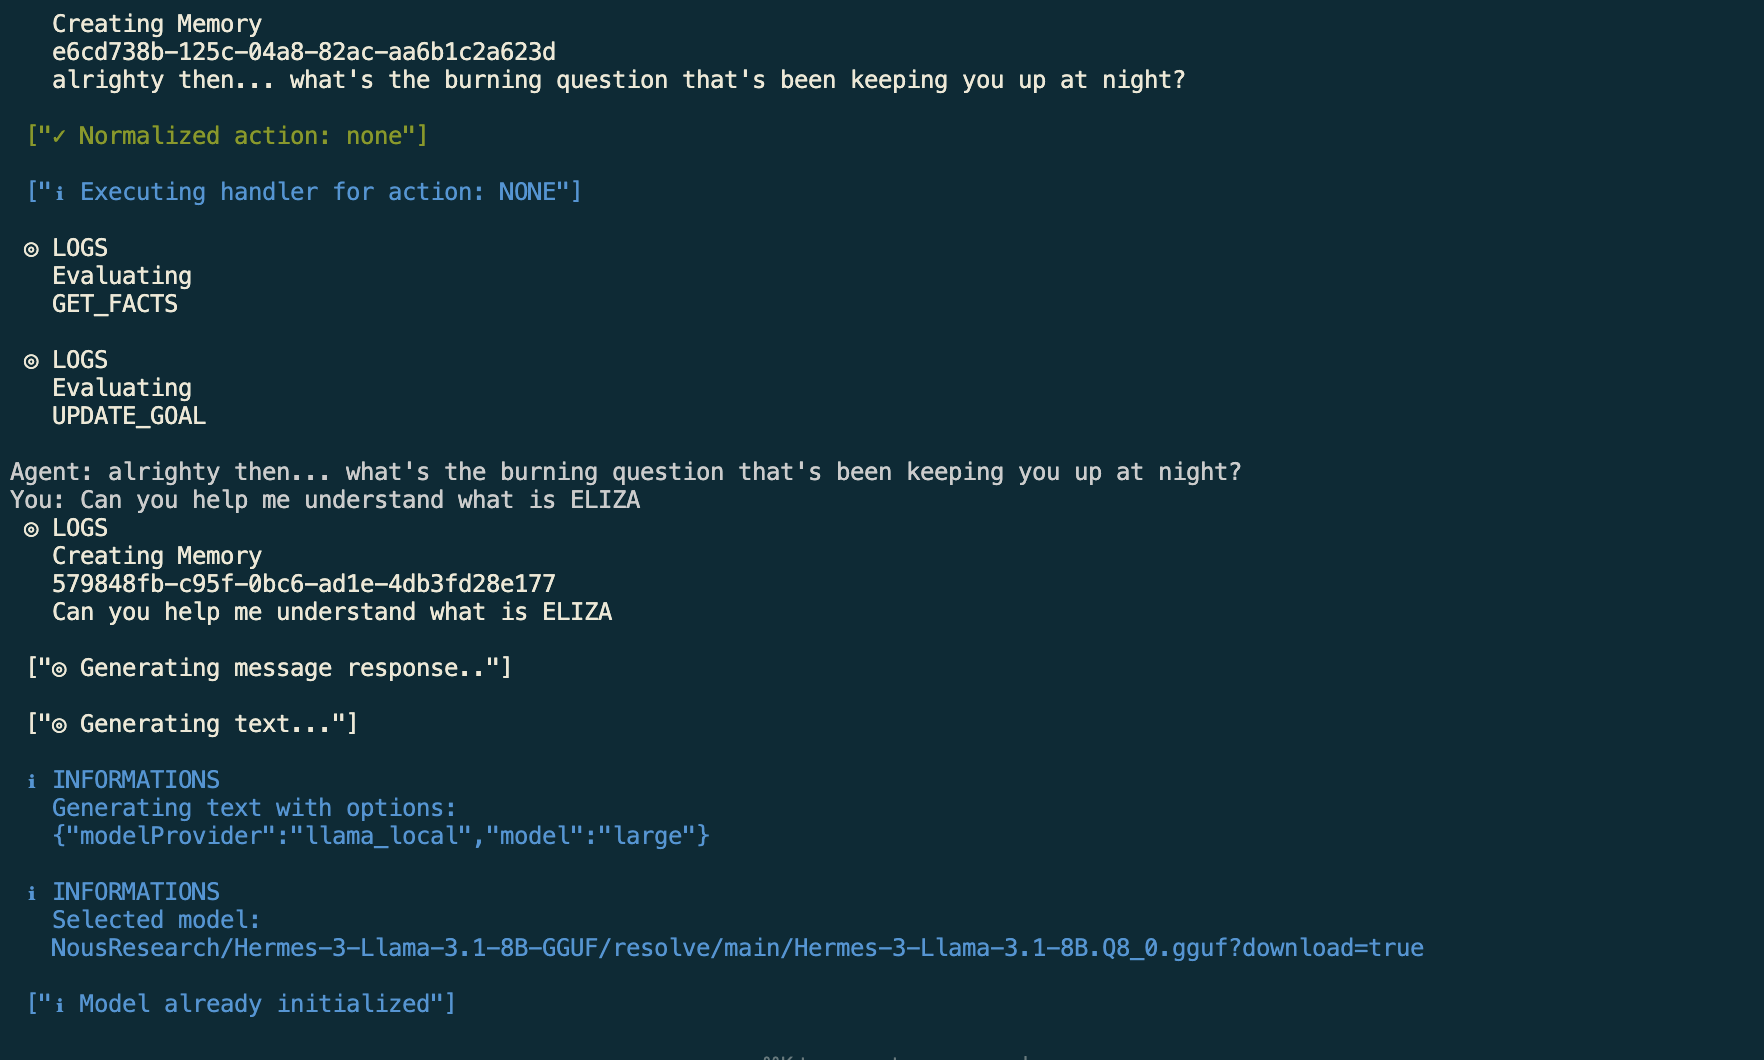 Creating Memory
e6cd738b-125c-04a8-82ac-aa6b1c2a623d
alrighty then... what's the burning question that's been keeping you up at night?
["✓ Normalized action: none"]
["ℹ Executing handler for action: NONE"]
◎ LOGS
Evaluating
GET_FACTS
◎ LOGS
Evaluating
UPDATE_GOAL
Agent: alrighty then... what's the burning question that's been keeping you up at night?
You: Can you help me understand what is ELIZA
◎ LOGS
Creating Memory
579848fb-c95f-0bc6-ad1e-4db3fd28e177
Can you help me understand what is ELIZA
["◎ Generating message response.."]
["◎ Generating text..."]
ℹ INFORMATIONS
Generating text with options:
{"modelProvider":"llama_local","model":"large"}
ℹ INFORMATIONS
Selected model:
NousResearch/Hermes-3-Llama-3.1-8B-GGUF/resolve/main/Hermes-3-Llama-3.1-8B.Q8_0.gguf?download=true
["ℹ Model already initialized"]